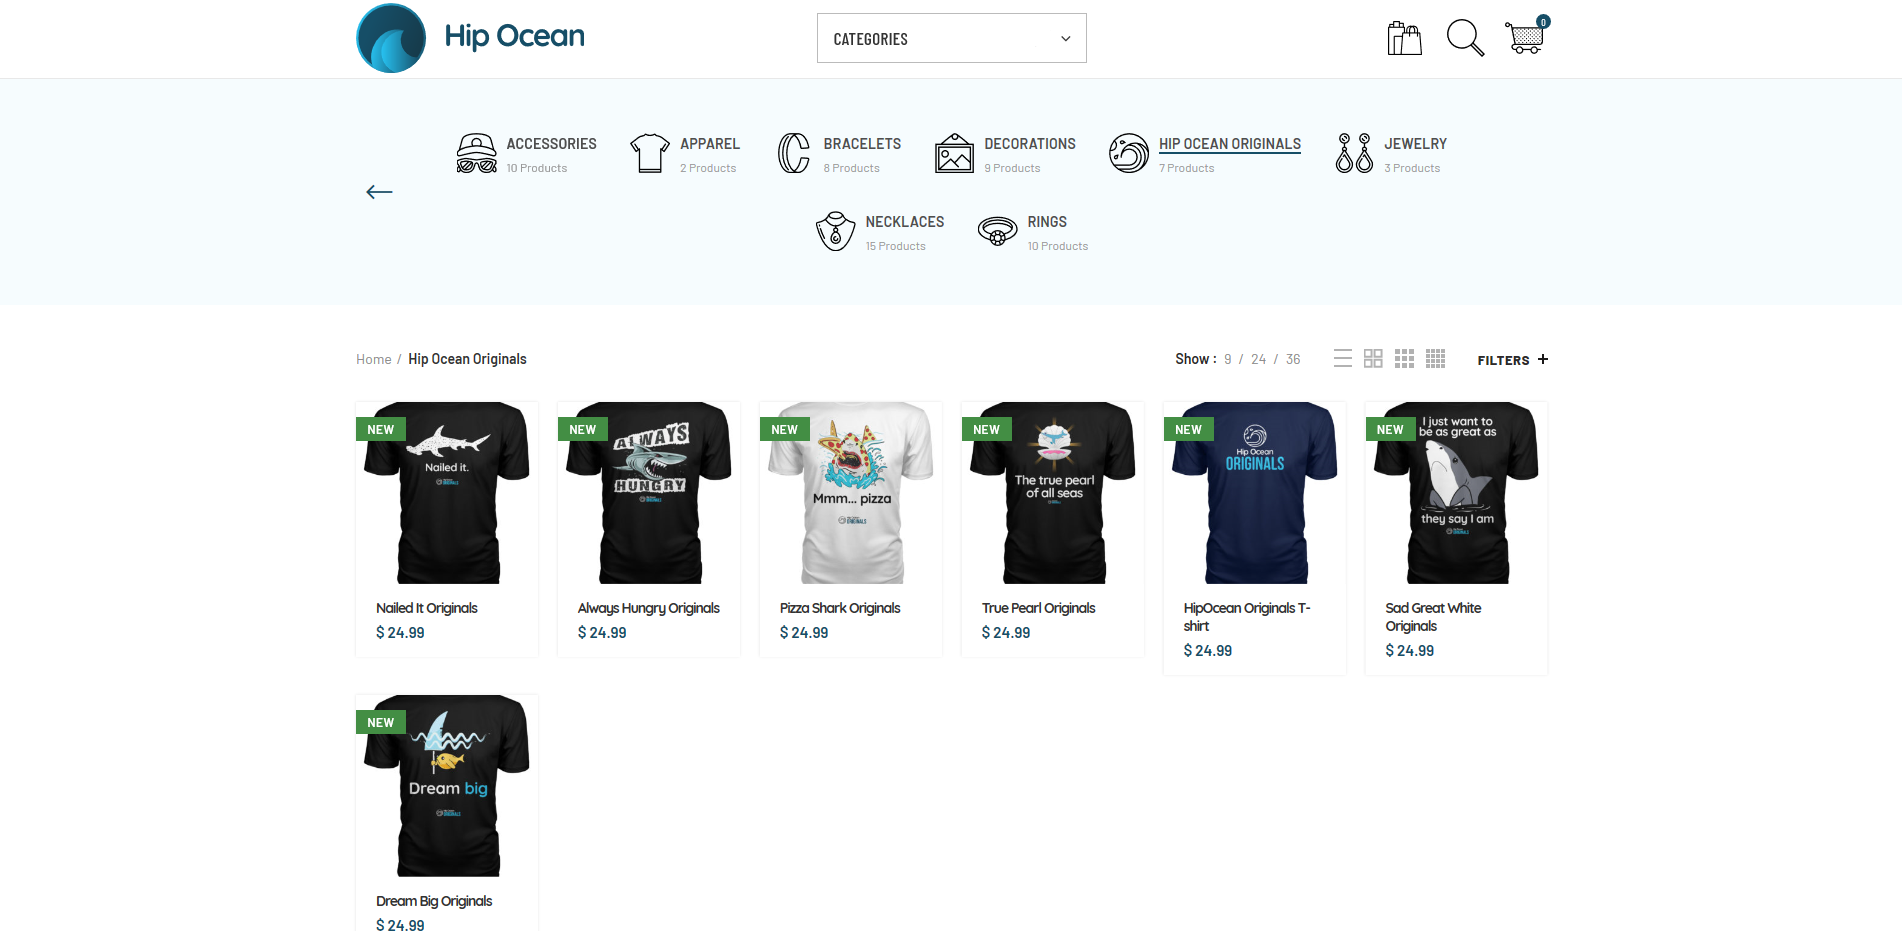 Hip Ocean
CATEGORIES
0
ACCESSORIES
10 Products
APPAREL
2 Products
BRACELETS
8 Products
DECORATIONS
9 Products
HIP OCEAN ORIGINALS
7 Products
JEWELRY
3 Products
NECKLACES
15 Products
RINGS
10 Products
Home / Hip Ocean Originals
Show : 9 / 24 / 36
FILTERS +
NEW
Nailed it.
ORIGINALS
Nailed It Originals
$ 24.99
NEW
ALWAYS
HUNGRY
ORIGINALS
Always Hungry Originals
$ 24.99
NEW
Mmm... pizza
ORIGINALS
Pizza Shark Originals
$ 24.99
NEW
The true pearl
of all seas
True Pearl Originals
$ 24.99
NEW
Hip Ocean
ORIGINALS
HipOcean Originals T-
shirt
$ 24.99
NEW
I just want to
be as great as
they say I am
ORIGINALS
Sad Great White
Originals
$ 24.99
NEW
Dream big
ORIGINALS
Dream Big Originals
$ 24.99